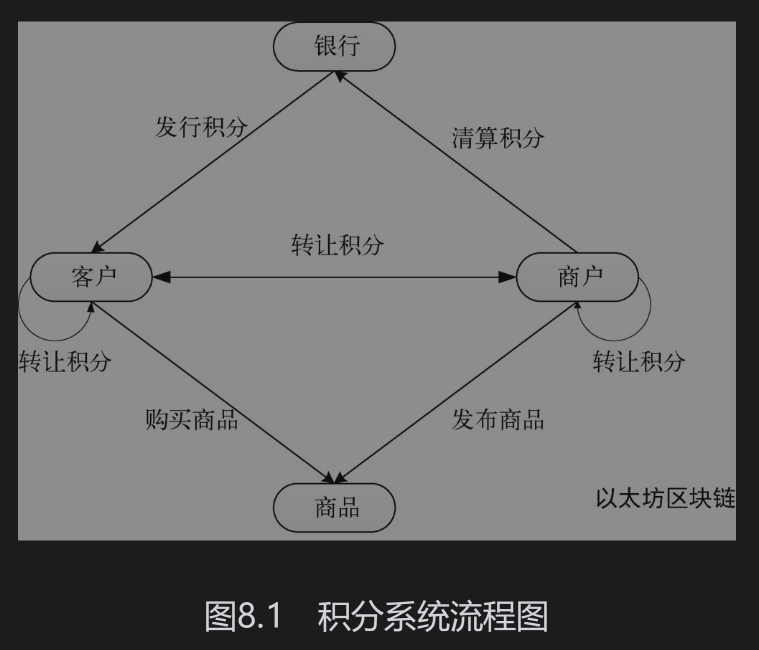 银行
发行积分
清算积分
转让积分
客户
商户
转让积分
转让积分
购买商品
发布商品
商品
以太坊区块链
图8.1 积分系统流程图